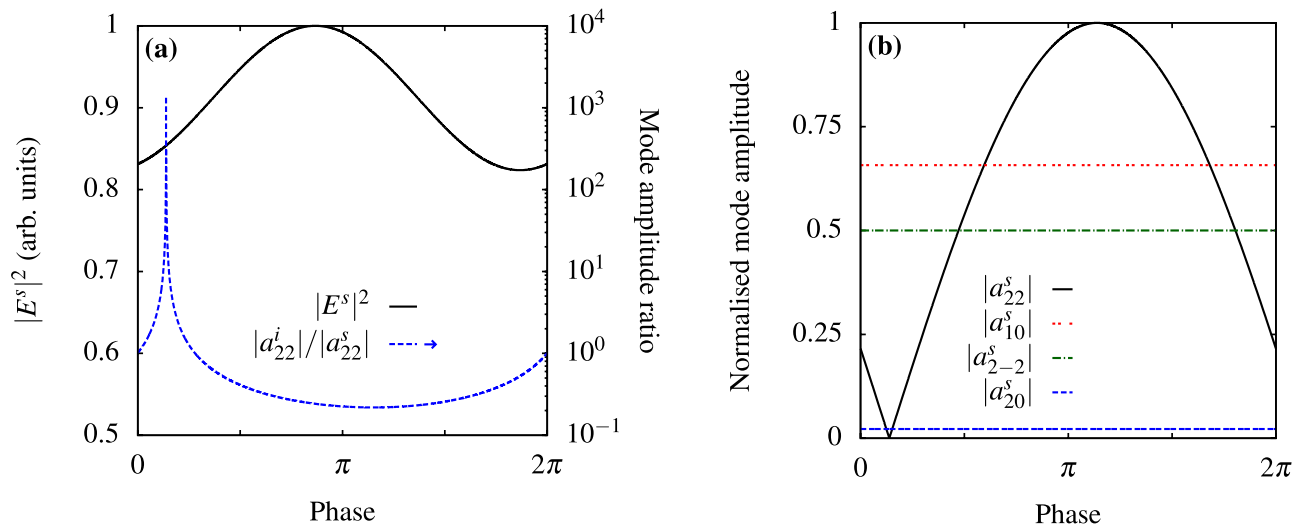 (a)
1
0.9
0.8
0.7
0.6
0.5
|E^s|^2 (arb. units)
10^4
10^3
10^2
10^1
10^0
10^−1
Mode amplitude ratio
|E^s|^2
|a^i_22|/|a^s_22|
0
π
2π
Phase
(b)
1
0.75
0.5
0.25
0
Normalised mode amplitude
|a^s_22|
|a^s_10|
|a^s_2−2|
|a^s_20|
0
π
2π
Phase